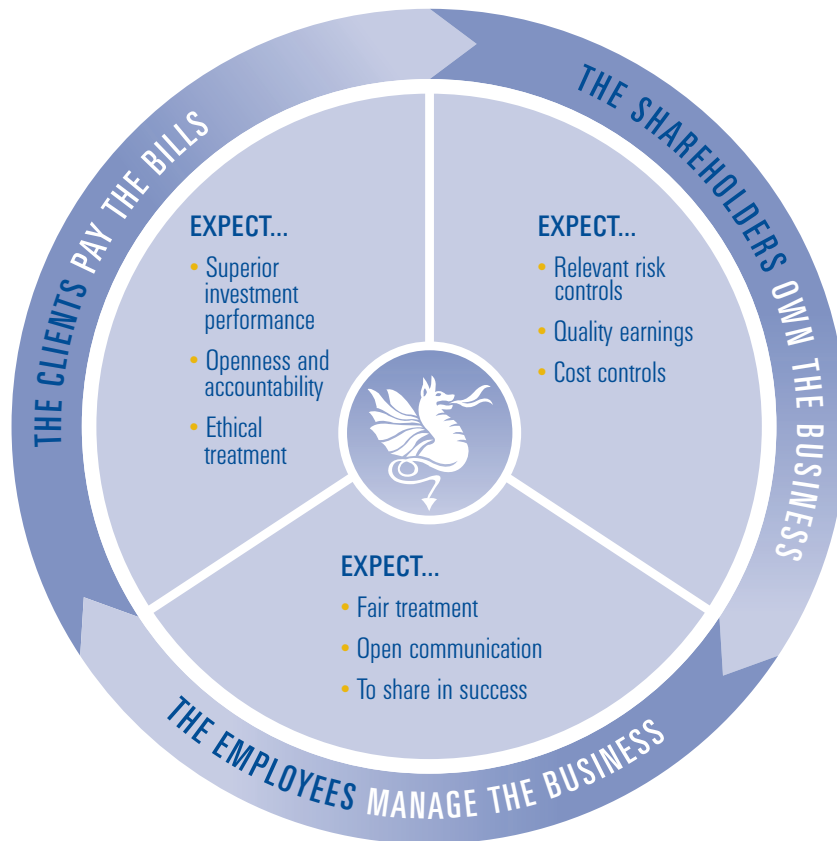 THE CLIENTS PAY THE BILLS
EXPECT...
• Superior
investment
performance
• Openness and
accountability
• Ethical
treatment
THE SHAREHOLDERS OWN THE BUSINESS
EXPECT...
• Relevant risk
controls
• Quality earnings
• Cost controls
EXPECT...
• Fair treatment
• Open communication
• To share in success
THE EMPLOYEES MANAGE THE BUSINESS